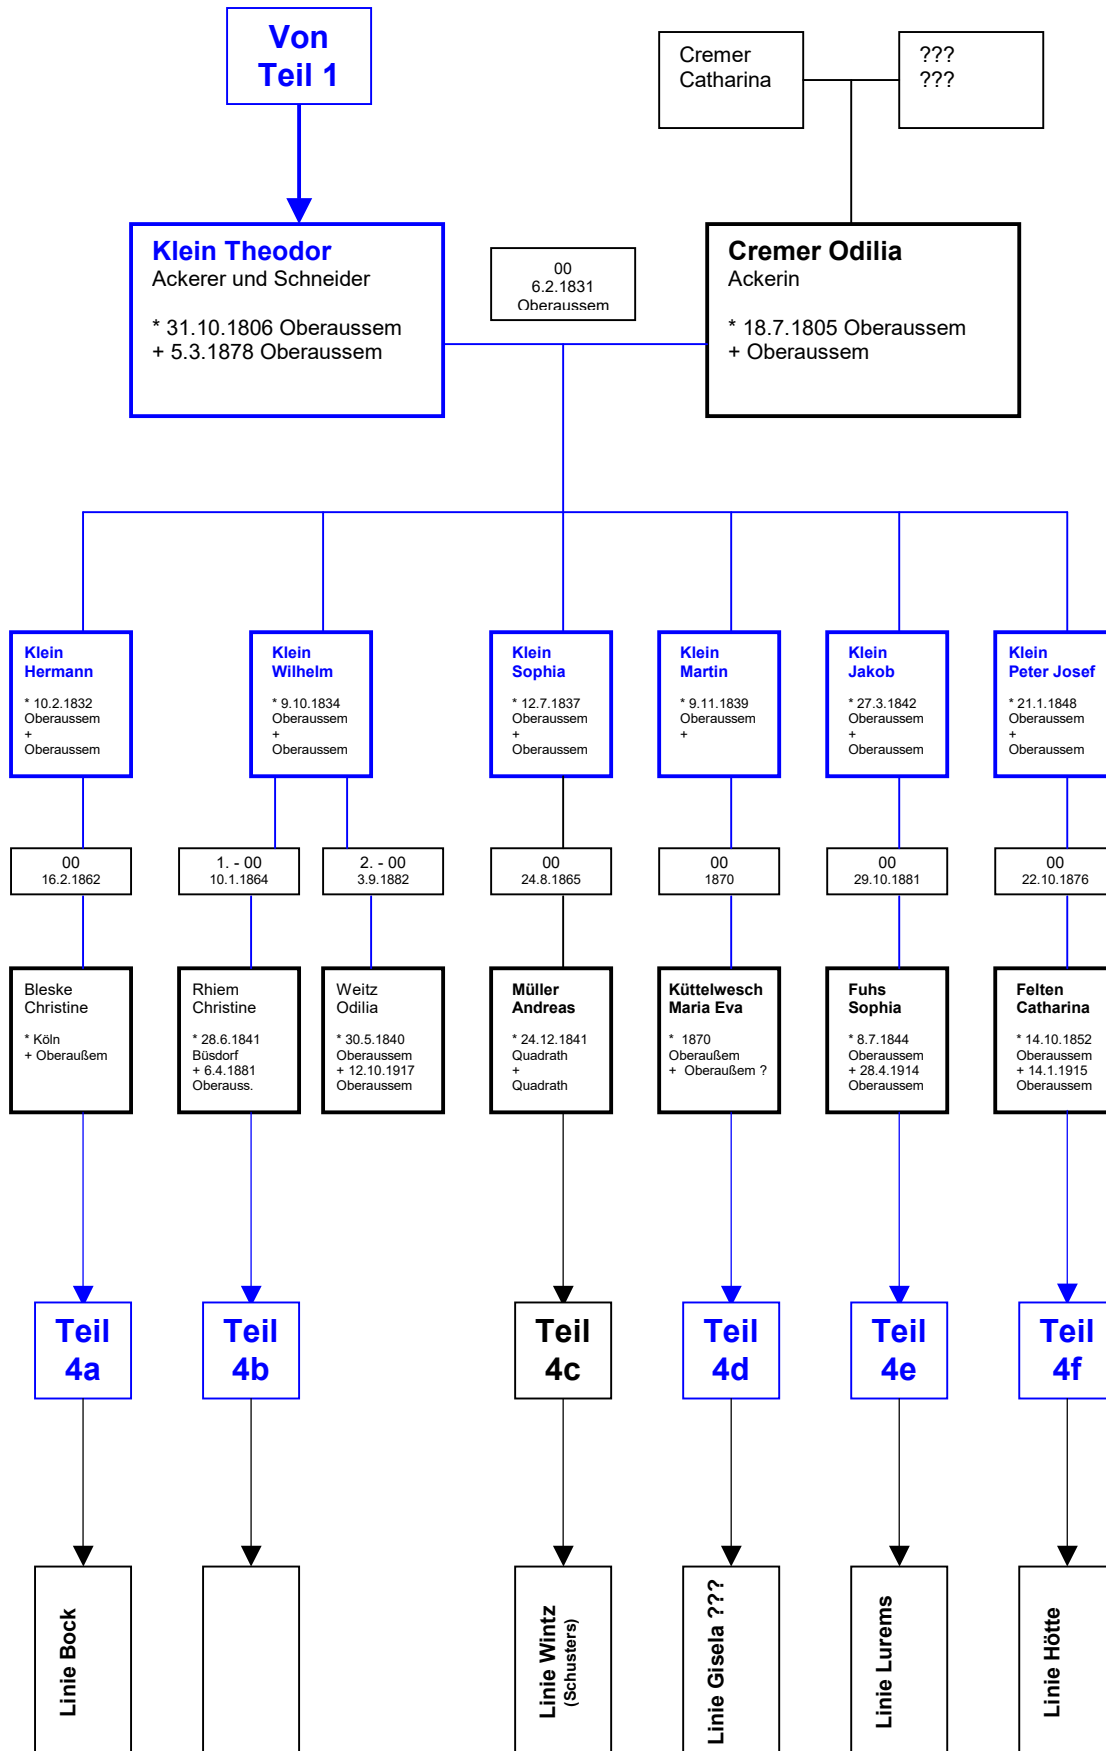 Von
Teil 1
Cremer
Catharina
???
???
Klein Theodor
Ackerer und Schneider
* 31.10.1806 Oberaussem
+ 5.3.1878 Oberaussem
00
6.2.1831
Oberaussem
Cremer Odilia
Ackerin
* 18.7.1805 Oberaussem
+ Oberaussem
Klein
Hermann
* 10.2.1832
Oberaussem
+
Oberaussem
Klein
Wilhelm
* 9.10.1834
Oberaussem
+
Oberaussem
Klein
Sophia
* 12.7.1837
Oberaussem
+
Oberaussem
Klein
Martin
* 9.11.1839
Oberaussem
+
Klein
Jakob
* 27.3.1842
Oberaussem
+
Oberaussem
Klein
Peter Josef
* 21.1.1848
Oberaussem
+
Oberaussem
00
16.2.1862
1. - 00
10.1.1864
2. - 00
3.9.1882
00
24.8.1865
00
1870
00
29.10.1881
00
22.10.1876
Bleske
Christine
* Köln
+ Oberaußem
Rhiem
Christine
* 28.6.1841
Büsdorf
+ 6.4.1881
Oberauss.
Weitz
Odilia
* 30.5.1840
Oberaussem
+ 12.10.1917
Oberaussem
Müller
Andreas
* 24.12.1841
Quadrath
+
Quadrath
Küttelwesch
Maria Eva
* 1870
Oberaußem
+ Oberaußem ?
Fuhs
Sophia
* 8.7.1844
Oberaussem
+ 28.4.1914
Oberaussem
Felten
Catharina
* 14.10.1852
Oberaussem
+ 14.1.1915
Oberaussem
Teil
4a
Teil
4b
Teil
4c
Teil
4d
Teil
4e
Teil
4f
Linie Bock
Linie Wintz
(Schusters)
Linie Gisela ???
Linie Lurems
Linie Hötte